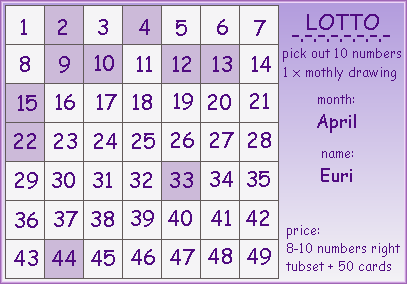 1 2 3 4 5 6 7
8 9 10 11 12 13 14
15 16 17 18 19 20 21
22 23 24 25 26 27 28
29 30 31 32 33 34 35
36 37 38 39 40 41 42
43 44 45 46 47 48 49
LOTTO
pick out 10 numbers
1 x mothly drawing
month:
April
name:
Euri
price:
8-10 numbers right
tubset + 50 cards